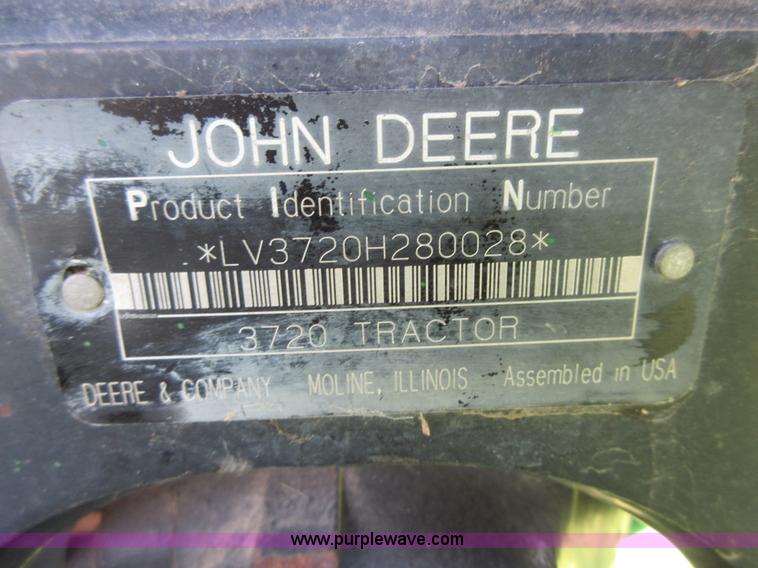 JOHN DEERE
Product Identification Number
*LV3720H280028*
3720 TRACTOR
DEERE & COMPANY MOLINE, ILLINOIS Assembled in USA
www.purplewave.com